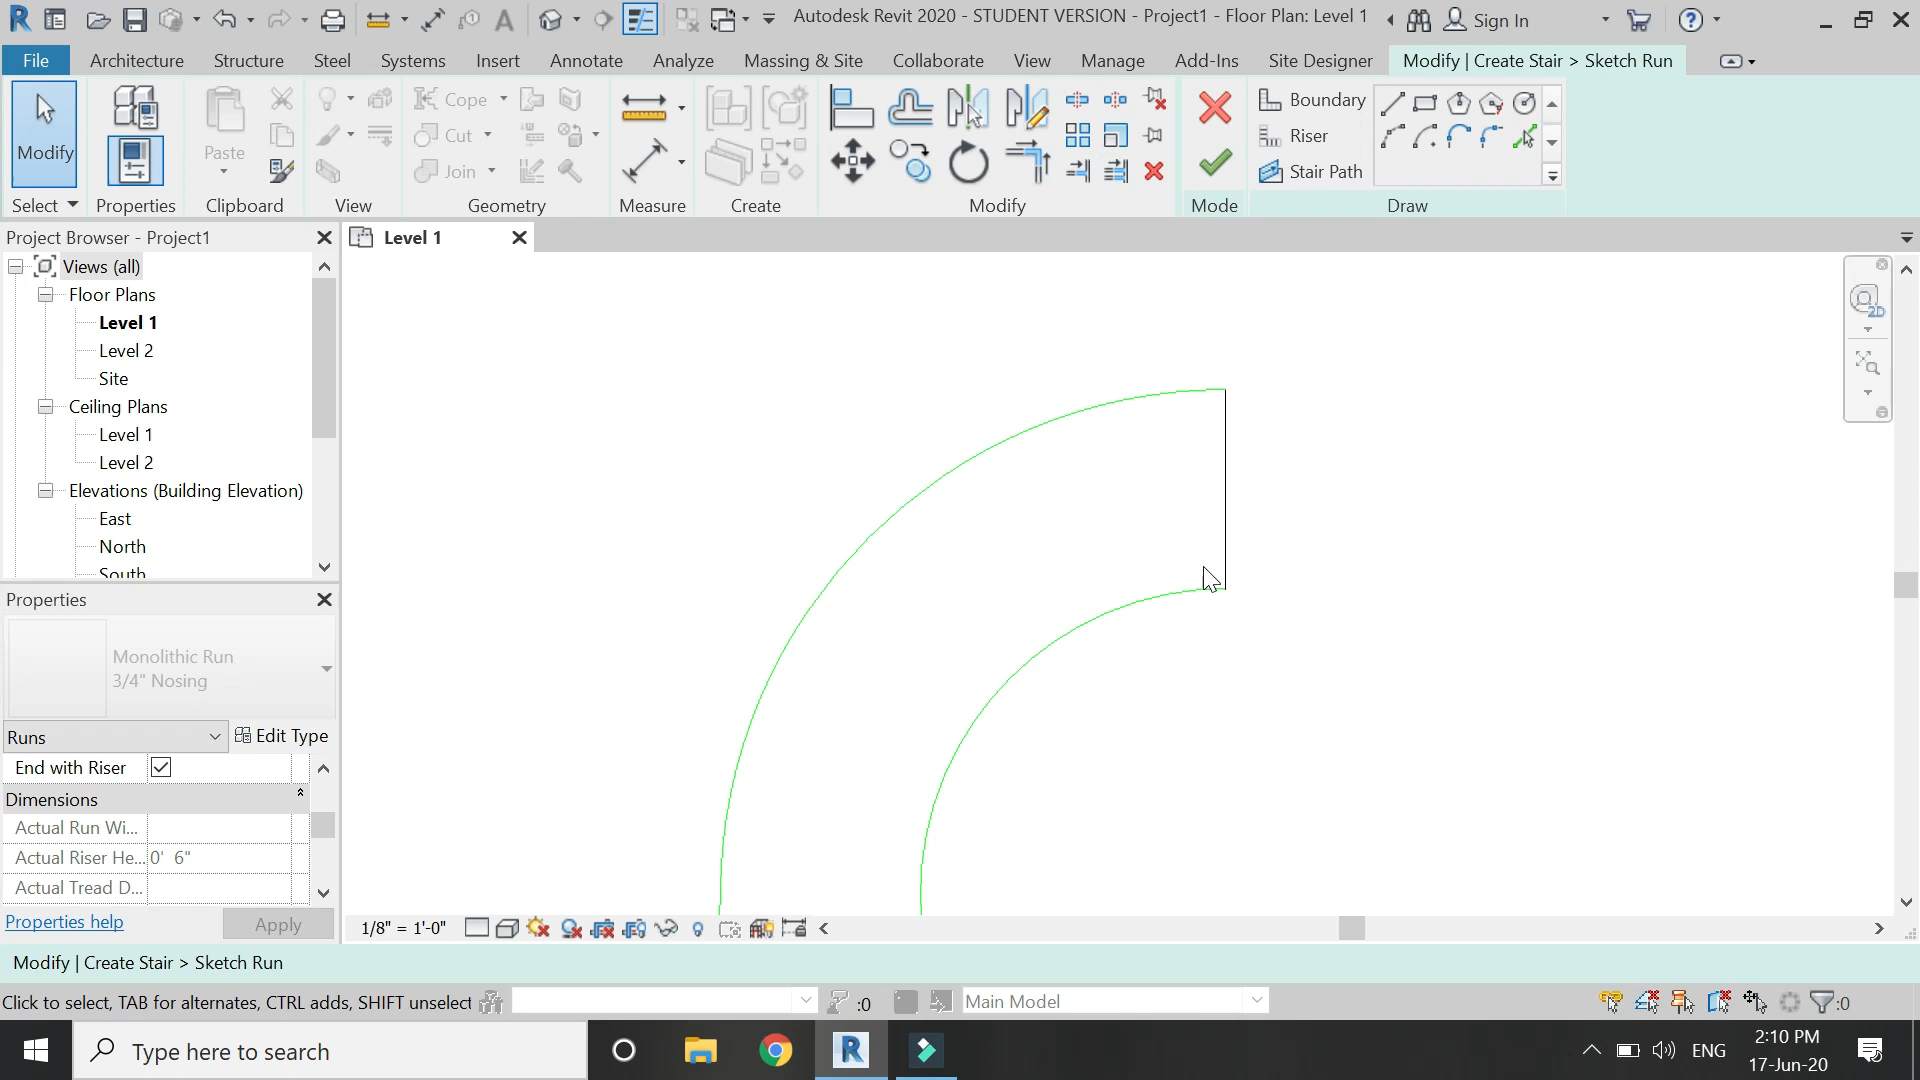 Autodesk Revit 2020 - STUDENT VERSION - Project1 - Floor Plan: Level 1
Sign In
File Architecture Structure Steel Systems Insert Annotate Analyze Massing & Site Collaborate View Manage Add-Ins Site Designer Modify | Create Stair > Sketch Run
Cope Boundary
Cut Riser
Modify Paste Join Stair Path
Select Properties Clipboard View Geometry Measure Create Modify Mode Draw
Project Browser - Project1
Level 1
Views (all)
Floor Plans
Level 1
Level 2
Site
Ceiling Plans
Level 1
Level 2
Elevations (Building Elevation)
East
North
South
Properties
Monolithic Run
3/4" Nosing
Runs Edit Type
End with Riser
Dimensions
Actual Run Wi...
Actual Riser He... 0' 6"
Actual Tread D...
Properties help Apply
1/8" = 1'-0"
Modify | Create Stair > Sketch Run
Click to select, TAB for alternates, CTRL adds, SHIFT unselect :0 Main Model :0
Type here to search
ENG
2:10 PM
17-Jun-20
2D